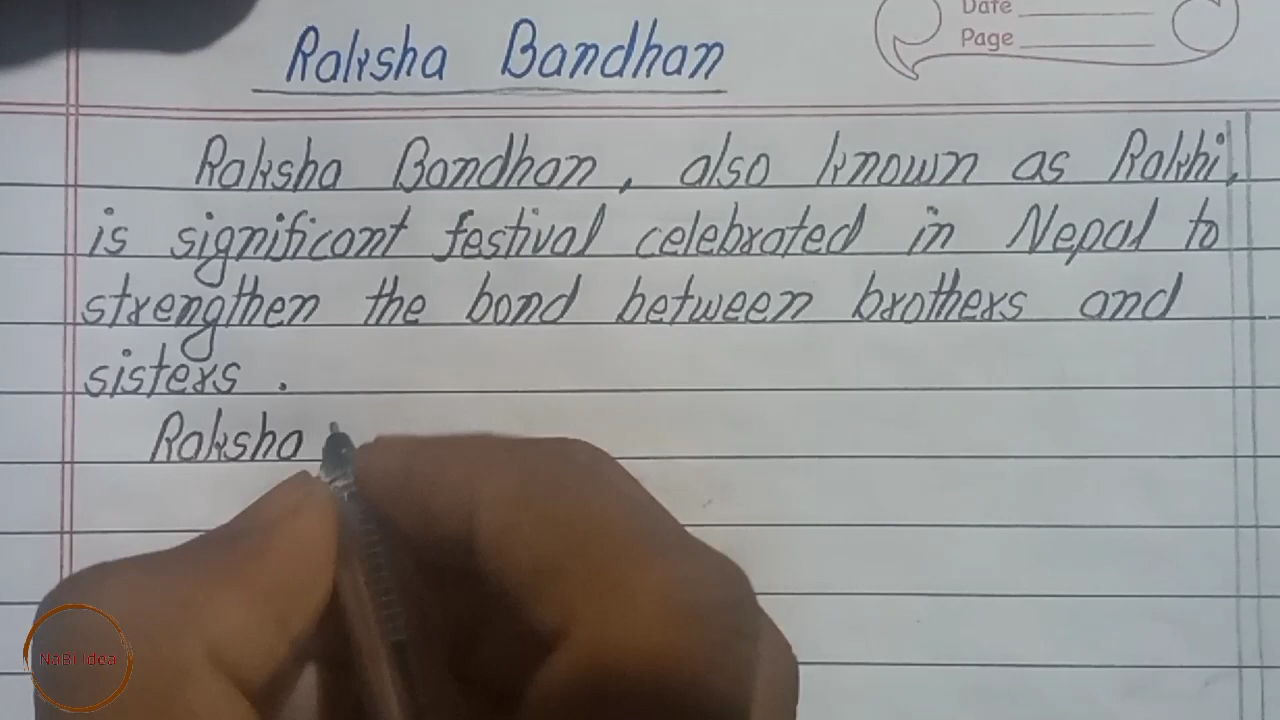 Date
Page
Raksha Bandhan
Raksha Bandhan, also known as Rakhi,
is significant festival celebrated in Nepal to
strengthen the bond between brothers and
sisters.
Raksha
NaBi idea